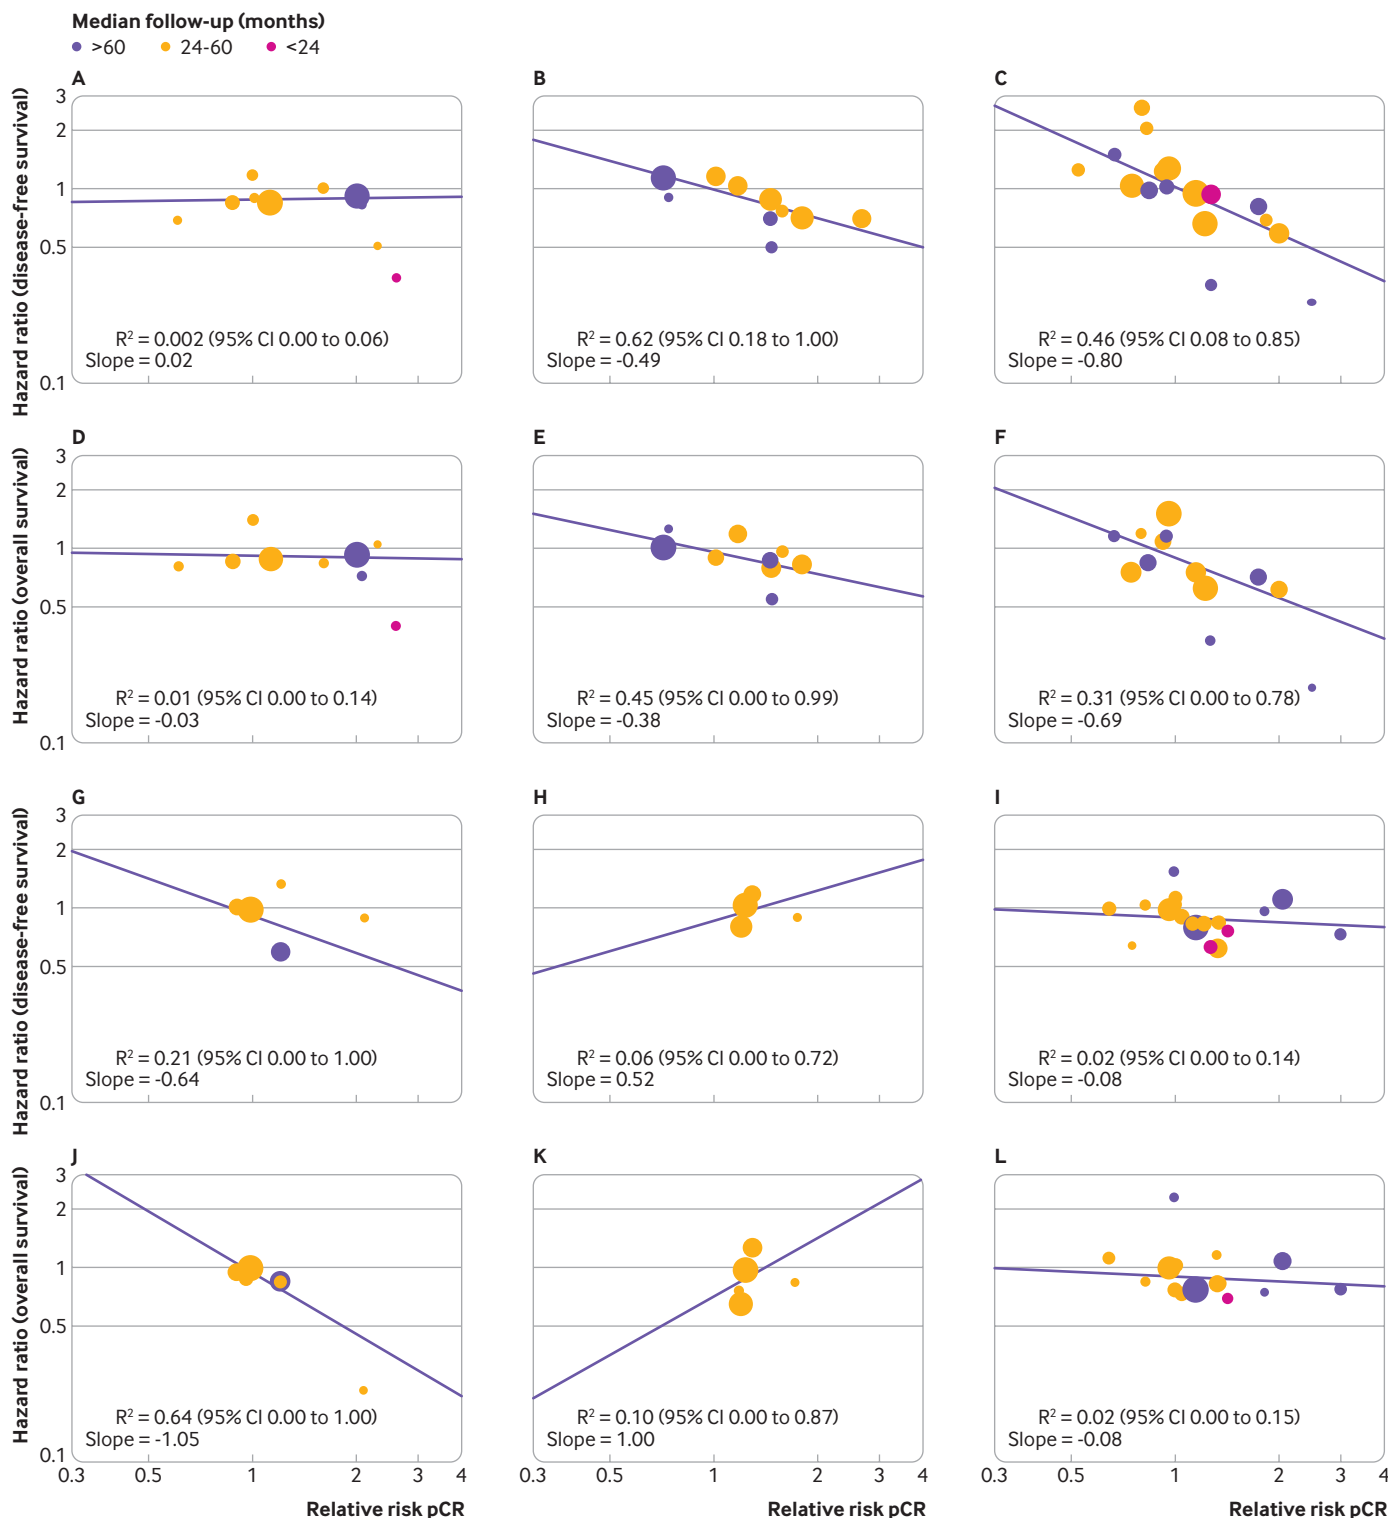 Median follow-up (months)
>60 24-60 <24
A B C
Hazard ratio (disease-free survival)
3
2
1
0.5
0.1
R² = 0.002 (95% CI 0.00 to 0.06)
Slope = 0.02
R² = 0.62 (95% CI 0.18 to 1.00)
Slope = -0.49
R² = 0.46 (95% CI 0.08 to 0.85)
Slope = -0.80
D E F
Hazard ratio (overall survival)
3
2
1
0.5
0.1
R² = 0.01 (95% CI 0.00 to 0.14)
Slope = -0.03
R² = 0.45 (95% CI 0.00 to 0.99)
Slope = -0.38
R² = 0.31 (95% CI 0.00 to 0.78)
Slope = -0.69
G H I
Hazard ratio (disease-free survival)
3
2
1
0.5
0.1
R² = 0.21 (95% CI 0.00 to 1.00)
Slope = -0.64
R² = 0.06 (95% CI 0.00 to 0.72)
Slope = 0.52
R² = 0.02 (95% CI 0.00 to 0.14)
Slope = -0.08
J K L
Hazard ratio (overall survival)
3
2
1
0.5
0.1
R² = 0.64 (95% CI 0.00 to 1.00)
Slope = -1.05
R² = 0.10 (95% CI 0.00 to 0.87)
Slope = 1.00
R² = 0.02 (95% CI 0.00 to 0.15)
Slope = -0.08
0.3 0.5 1 2 3 4
0.3 0.5 1 2 3 4
0.3 0.5 1 2 3 4
Relative risk pCR
Relative risk pCR
Relative risk pCR